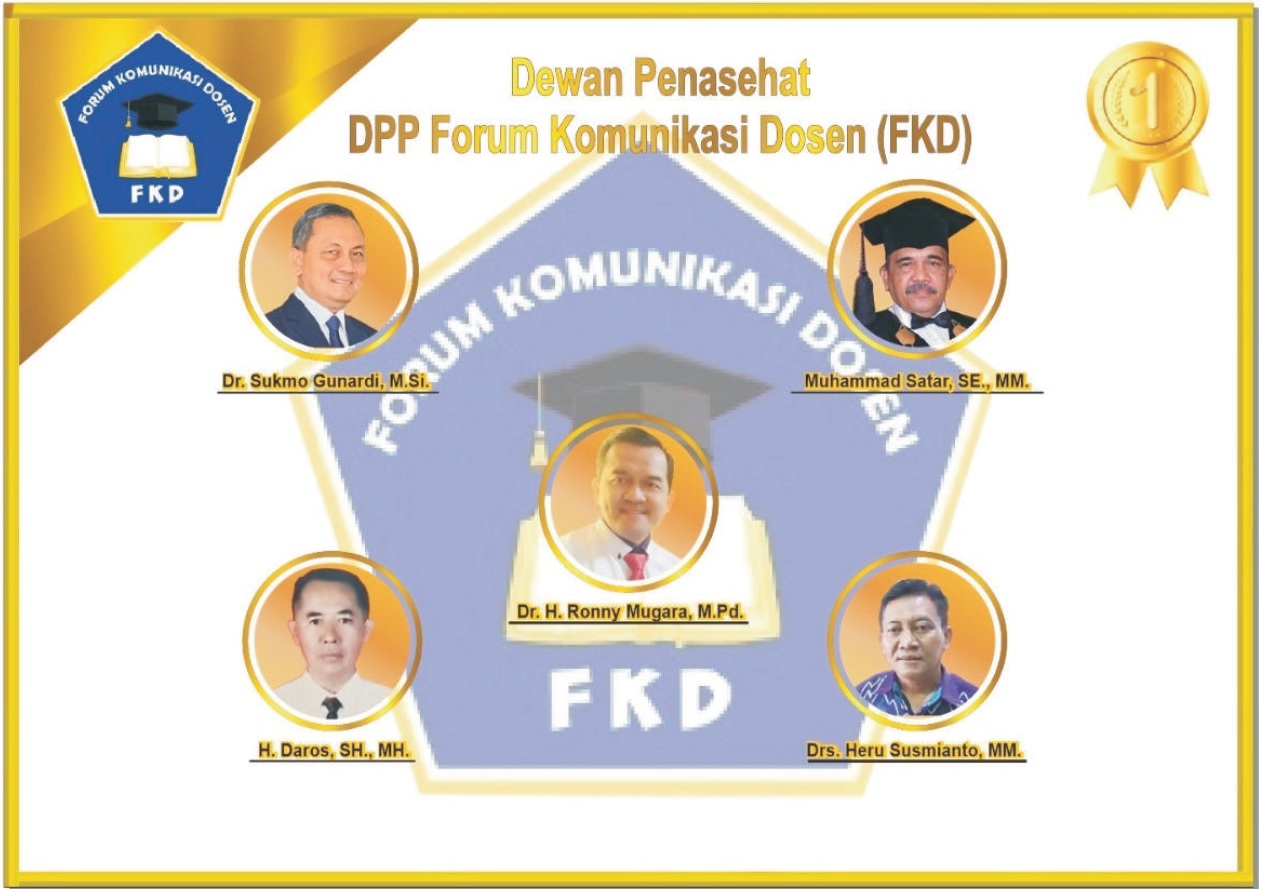 FORUM KOMUNIKASI DOSEN
FKD
Dewan Penasehat
DPP Forum Komunikasi Dosen (FKD)
1
FORUM KOMUNIKASI DOSEN
Dr. Sukmo Gunardi, M.Si.
Muhammad Satar, SE., MM.
Dr. H. Ronny Mugara, M.Pd.
FKD
H. Daros, SH., MH.
Drs. Heru Susmianto, MM.